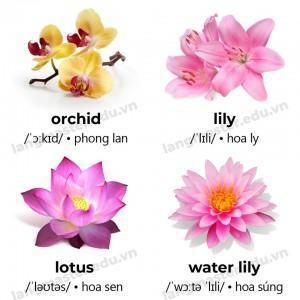 orchid
/ˈɔːkɪd/ • phong lan
lily
/ˈlɪli/ • hoa ly
lotus
/ˈləʊtəs/ • hoa sen
water lily
/ˈwɔːtə ˈlɪli/ • hoa súng